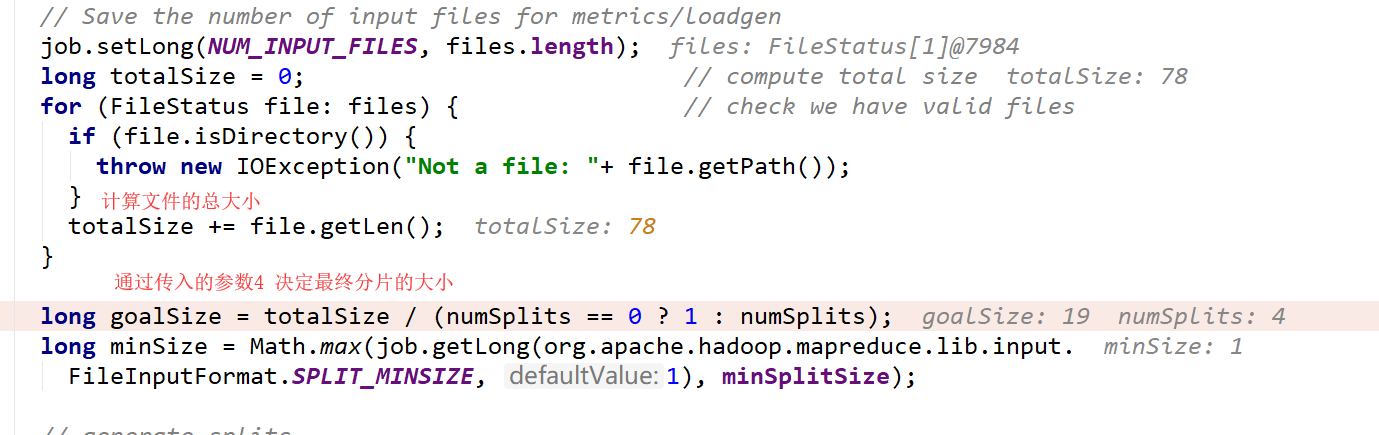 // Save the number of input files for metrics/loadgen
job.setLong(NUM_INPUT_FILES, files.length); files: FileStatus[1]@7984
long totalSize = 0; // compute total size totalSize: 78
for (FileStatus file: files) { // check we have valid files
if (file.isDirectory()) {
throw new IOException("Not a file: "+ file.getPath());
} 计算文件的总大小
totalSize += file.getLen(); totalSize: 78
}
通过传入的参数4 决定最终分片的大小
long goalSize = totalSize / (numSplits == 0 ? 1 : numSplits); goalSize: 19 numSplits: 4
long minSize = Math.max(job.getLong(org.apache.hadoop.mapreduce.lib.input. minSize: 1
FileInputFormat.SPLIT_MINSIZE, defaultValue: 1), minSplitSize);
// generate splits